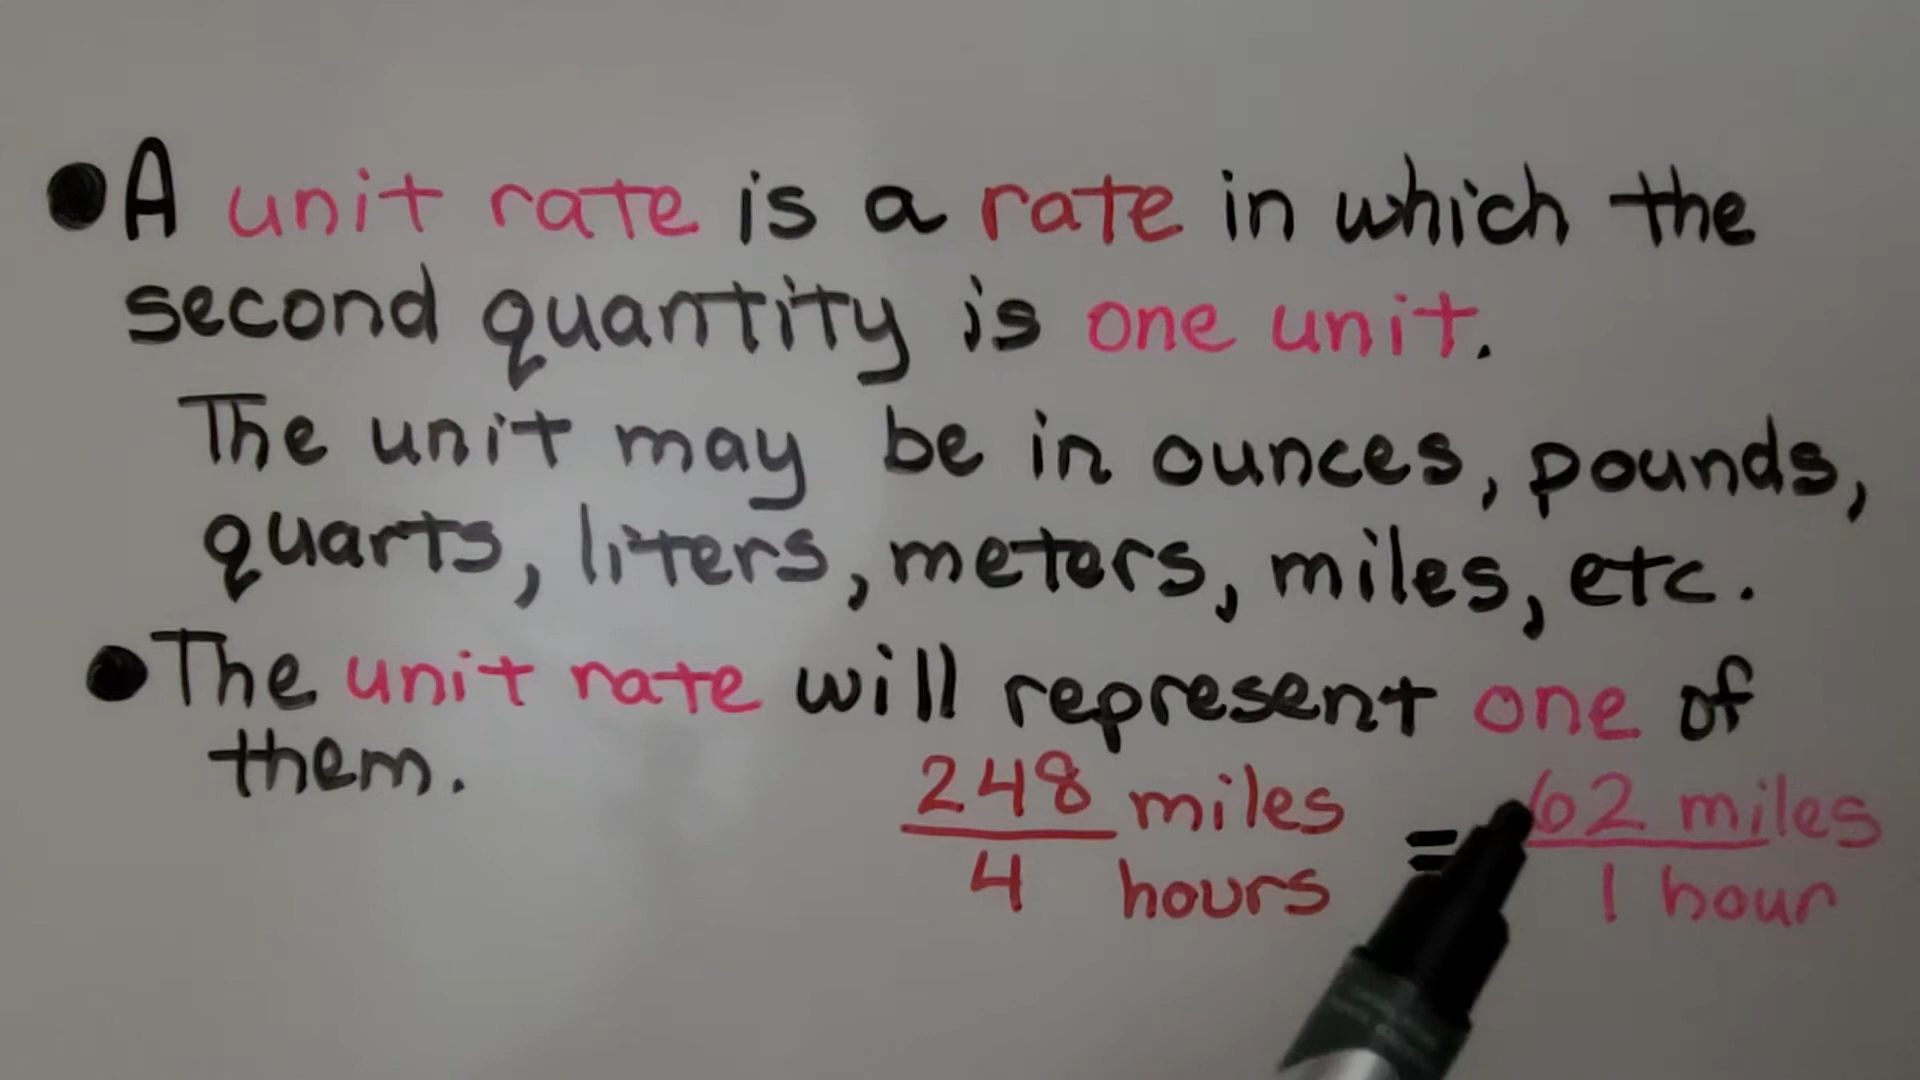 ●A unit rate is a rate in which the
second quantity is one unit.
The unit may be in ounces, pounds,
quarts, liters, meters, miles, etc.
●The unit rate will represent one of
them.
248 miles = 62 miles
4 hours 1 hour